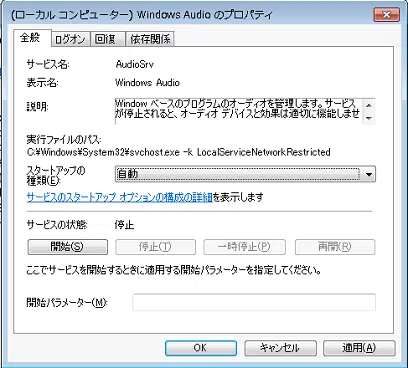 (ローカル コンピューター) Windows Audio のプロパティ
全般 ログオン 回復 依存関係
サービス名: AudioSrv
表示名: Windows Audio
説明: Window ベースのプログラムのオーディオを管理します。サービス
が停止されると、オーディオ デバイスと効果は適切に機能しませ
実行ファイルのパス:
C:¥Windows¥System32¥svchost.exe -k LocalServiceNetworkRestricted
スタートアップの
種類(E): 自動
サービスのスタートアップ オプションの構成の詳細を表示します
サービスの状態: 停止
開始(S) 停止(T) 一時停止(P) 再開(R)
ここでサービスを開始するときに適用する開始パラメーターを指定してください。
開始パラメーター(M):
OK キャンセル 適用(A)